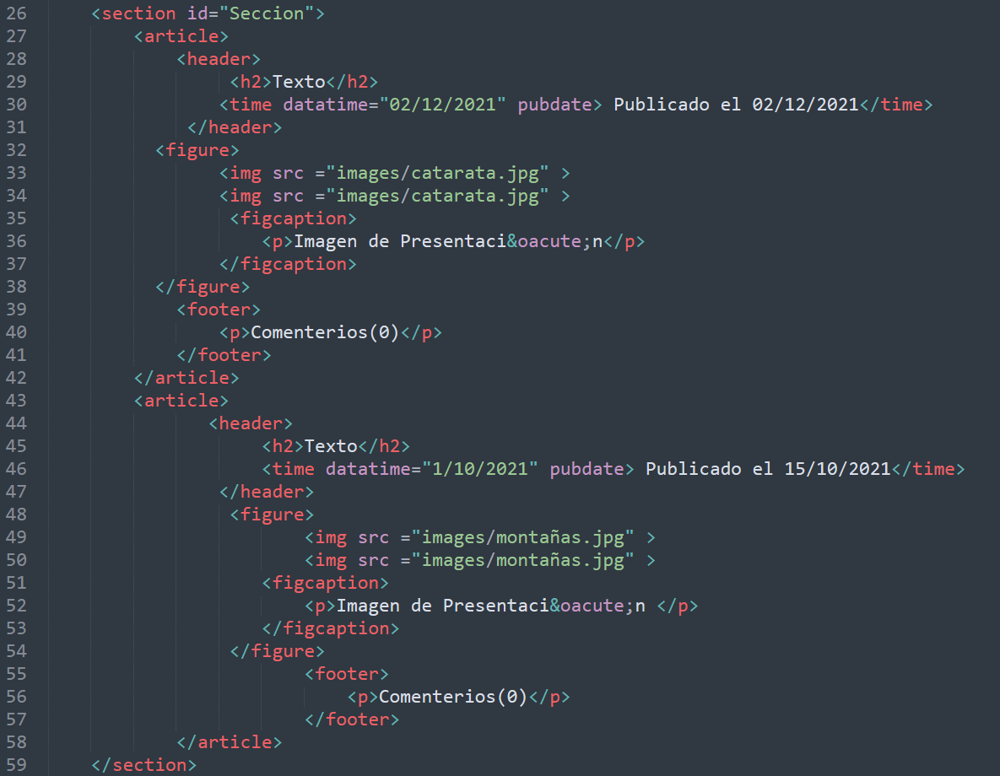 26 <section id="Seccion">
27 <article>
28 <header>
29 <h2>Texto</h2>
30 <time datatime="02/12/2021" pubdate> Publicado el 02/12/2021</time>
31 </header>
32 <figure>
33 <img src ="images/catarata.jpg" >
34 <img src ="images/catarata.jpg" >
35 <figcaption>
36 <p>Imagen de Presentaci&oacute;n</p>
37 </figcaption>
38 </figure>
39 <footer>
40 <p>Comenterios(0)</p>
41 </footer>
42 </article>
43 <article>
44 <header>
45 <h2>Texto</h2>
46 <time datatime="1/10/2021" pubdate> Publicado el 15/10/2021</time>
47 </header>
48 <figure>
49 <img src ="images/montañas.jpg" >
50 <img src ="images/montañas.jpg" >
51 <figcaption>
52 <p>Imagen de Presentaci&oacute;n </p>
53 </figcaption>
54 </figure>
55 <footer>
56 <p>Comenterios(0)</p>
57 </footer>
58 </article>
59 </section>